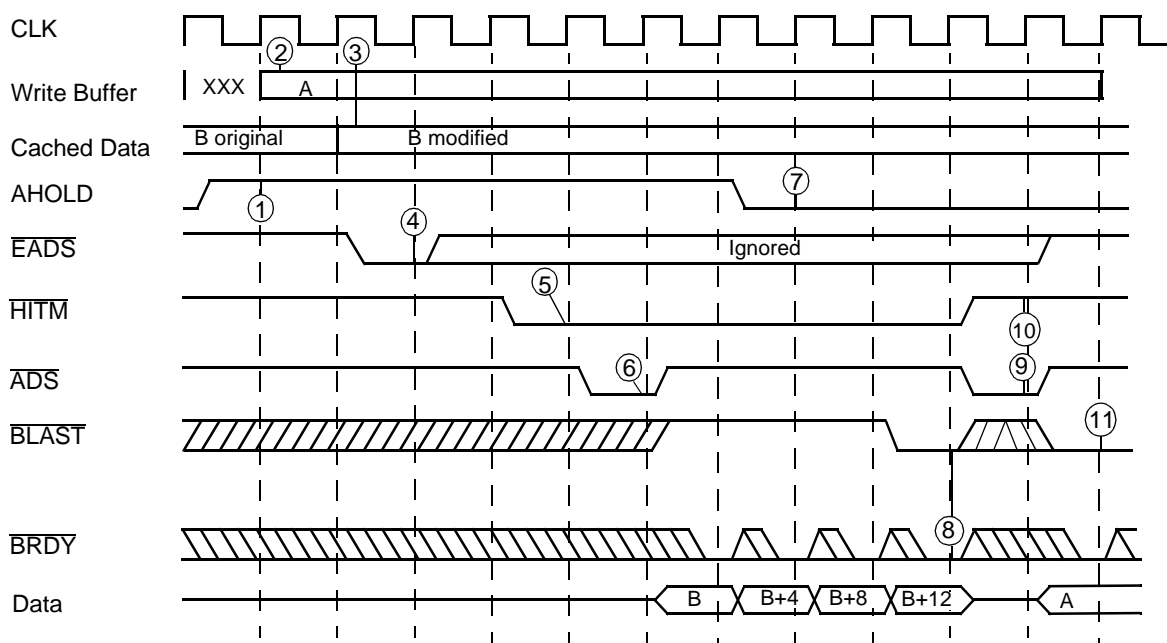 CLK
② ③
Write Buffer XXX A
Cached Data B original B modified
AHOLD ① ⑦
EADS ④ Ignored
HITM ⑤ ⑩
ADS ⑥ ⑨
BLAST ⑪
BRDY ⑧
Data B B+4 B+8 B+12 A